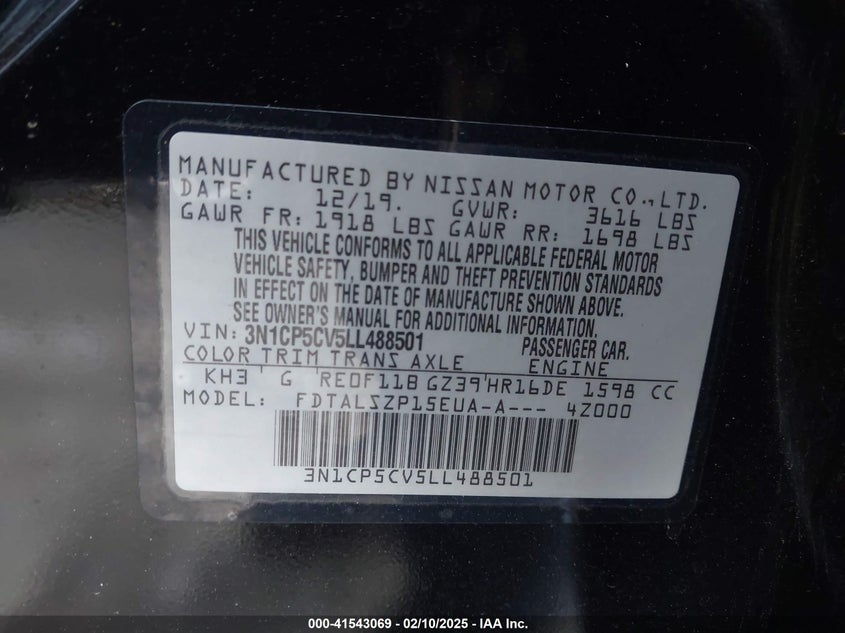 MANUFACTURED BY NISSAN MOTOR CO.,LTD.
DATE: 12/19. GVWR: 3616 LBS
GAWR FR: 1918 LBS GAWR RR: 1698 LBS
THIS VEHICLE CONFORMS TO ALL APPLICABLE FEDERAL MOTOR
VEHICLE SAFETY, BUMPER AND THEFT PREVENTION STANDARDS
IN EFFECT ON THE DATE OF MANUFACTURE SHOWN ABOVE.
SEE OWNER'S MANUAL FOR ADDITIONAL INFORMATION.
VIN: 3N1CP5CV5LL488501 PASSENGER CAR.
COLOR TRIM TRANS AXLE ENGINE
KH3 ' G RE0F11B GZ39'HR16DE 1598 CC
MODEL: FDTALSZP15EUA-A--- 4Z000
3N1CP5CV5LL488501
000-41543069 — 02/10/2025 — IAA Inc.